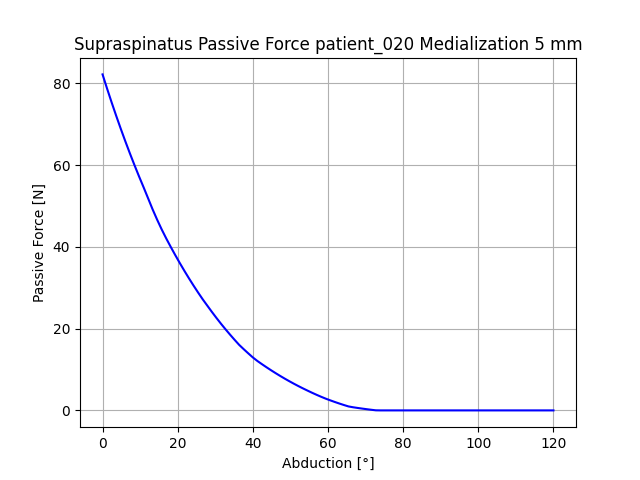 Supraspinatus Passive Force patient_020 Medialization 5 mm
Passive Force [N]
80
60
40
20
0
0 20 40 60 80 100 120
Abduction [°]